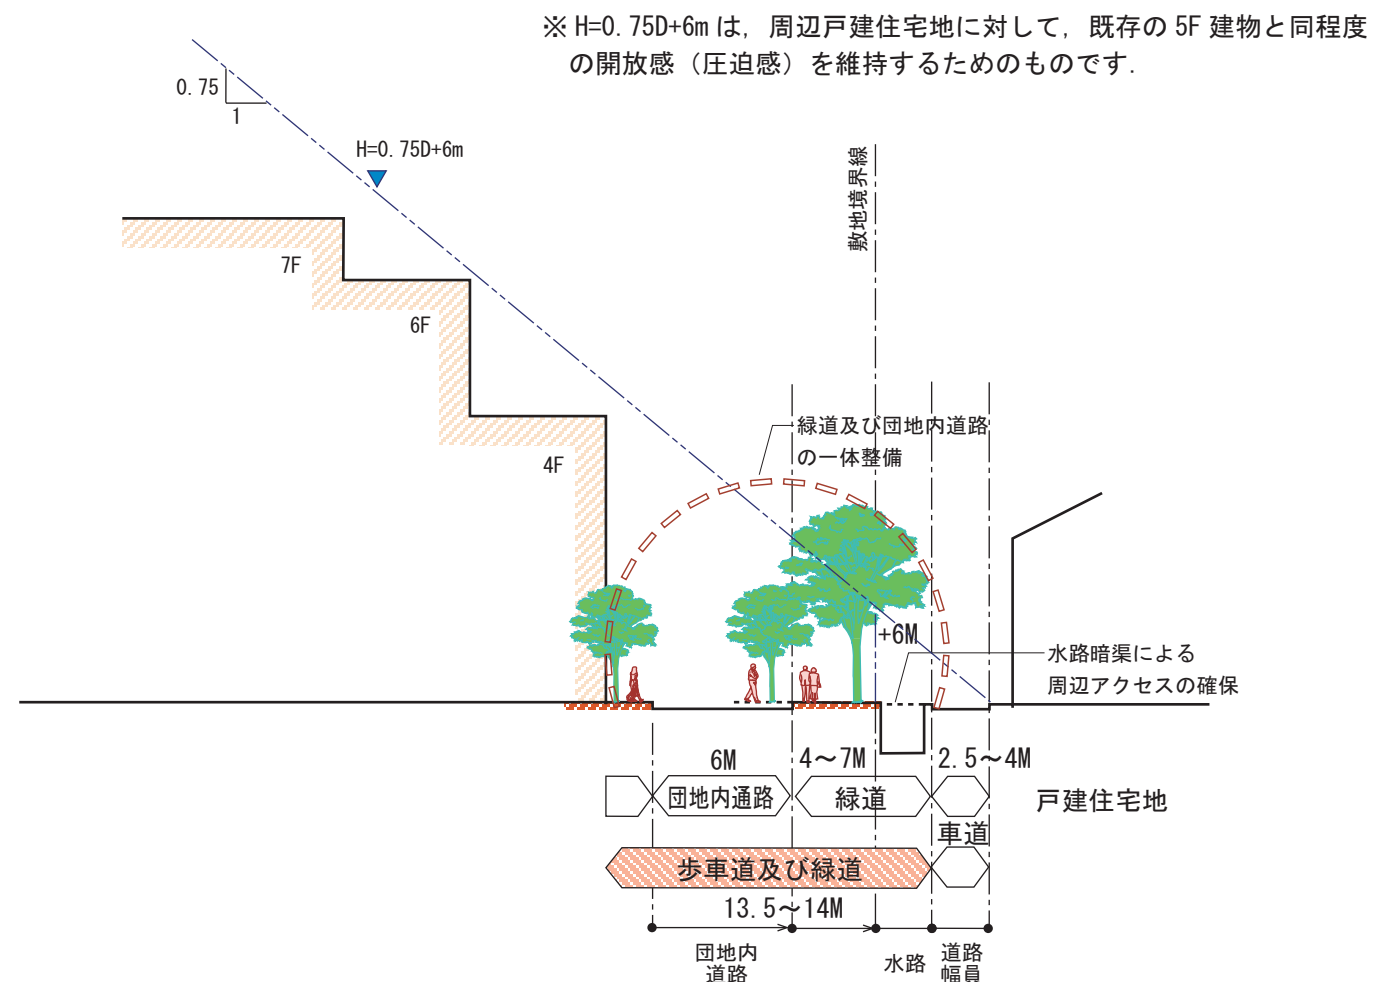 ※H=0.75D+6mは，周辺戸建住宅地に対して，既存の5F建物と同程度
の開放感（圧迫感）を維持するためのものです.
0.75
1
H=0.75D+6m
敷地境界線
7F
6F
4F
緑道及び団地内道路
の一体整備
+6M
水路暗渠による
周辺アクセスの確保
6M
4～7M
2.5～4M
団地内通路
緑道
戸建住宅地
車道
歩車道及び緑道
13.5～14M
団地内
道路
水路
道路
幅員